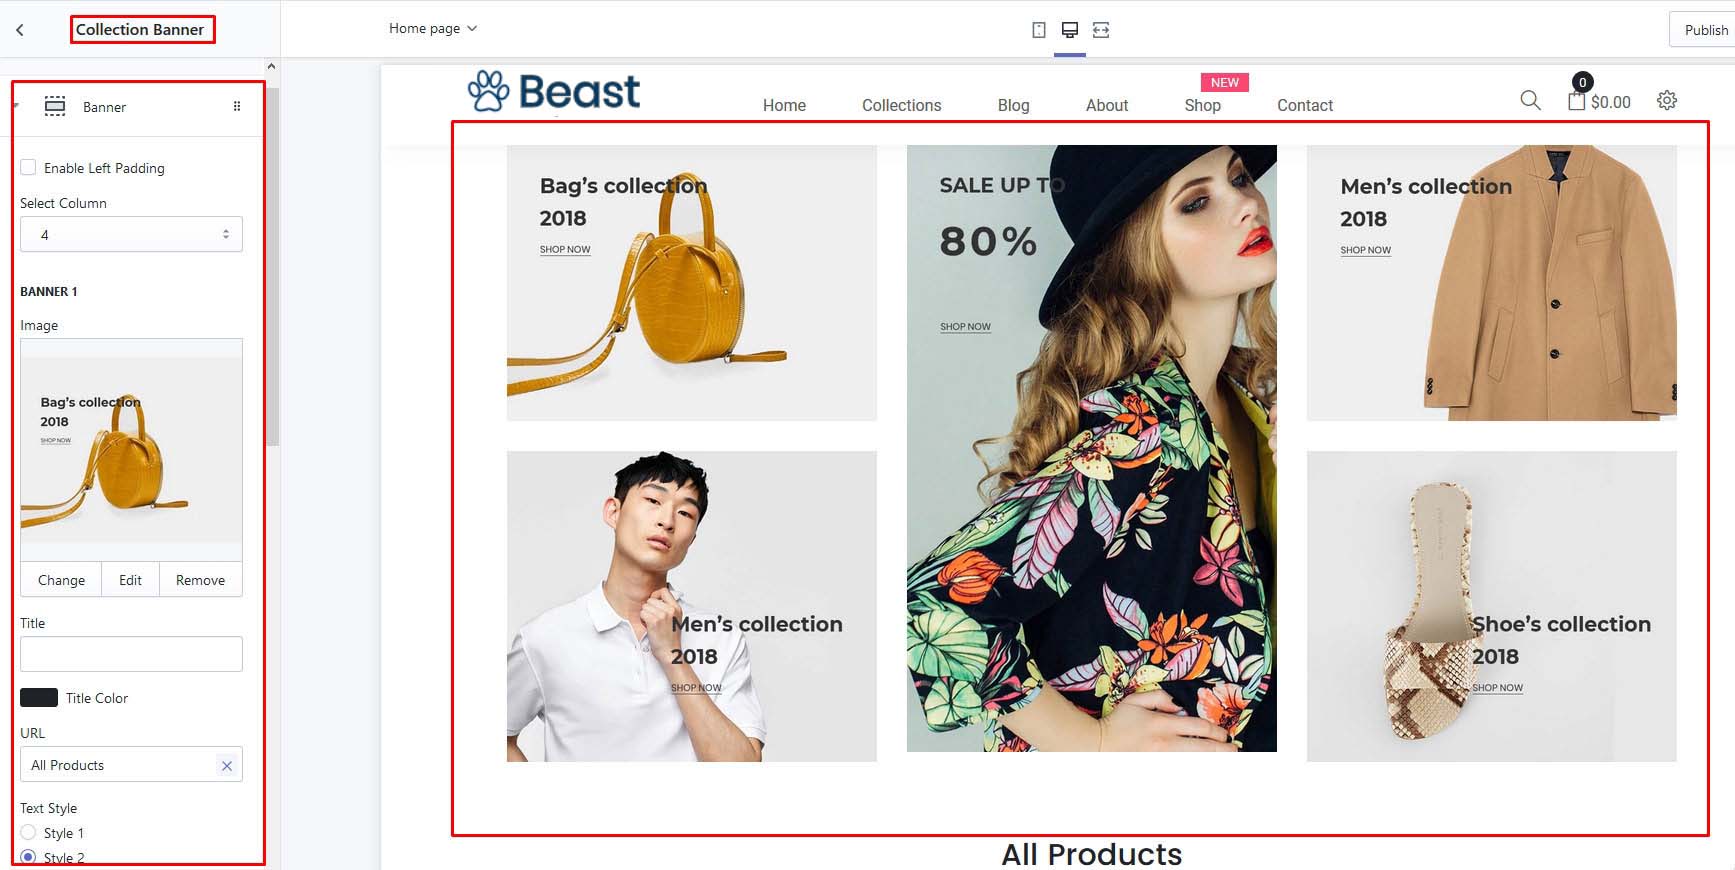 Collection Banner
Banner
Enable Left Padding
Select Column
4
BANNER 1
Image
Bag's collection
2018
SHOP NOW
Change
Edit
Remove
Title
Title Color
URL
All Products
Text Style
Style 1
Style 2
Home page
Publish
Beast
Home
Collections
Blog
About
NEW
Shop
Contact
0
$0.00
Bag's collection
2018
SHOP NOW
SALE UP TO
80%
SHOP NOW
Men's collection
2018
SHOP NOW
Men's collection
2018
SHOP NOW
Shoe's collection
2018
SHOP NOW
All Products